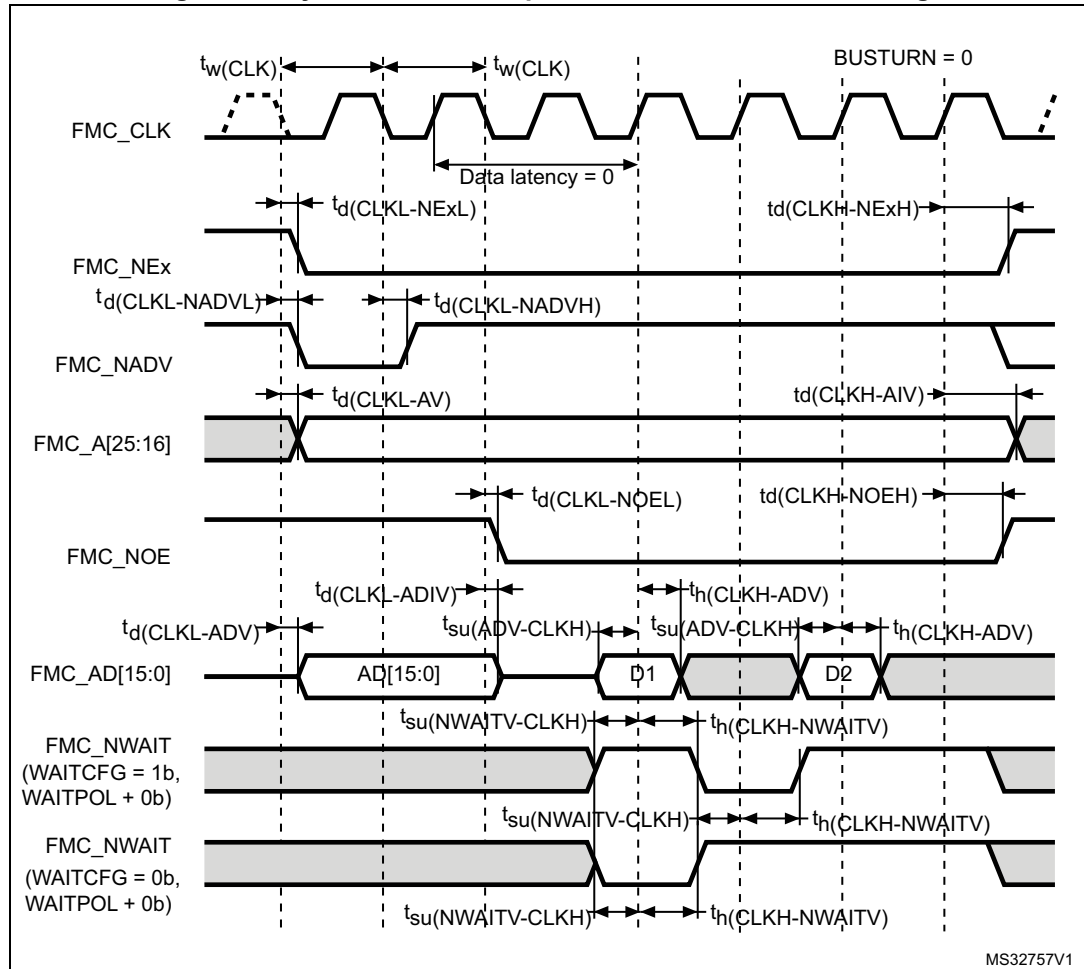 BUSTURN = 0
tw(CLK) tw(CLK)
FMC_CLK
Data latency = 0
td(CLKL-NExL) td(CLKH-NExH)
FMC_NEx
td(CLKL-NADVL) td(CLKL-NADVH)
FMC_NADV
td(CLKL-AV) td(CLKH-AIV)
FMC_A[25:16]
td(CLKL-NOEL) td(CLKH-NOEH)
FMC_NOE
td(CLKL-ADIV) th(CLKH-ADV)
td(CLKL-ADV) tsu(ADV-CLKH) tsu(ADV-CLKH) th(CLKH-ADV)
FMC_AD[15:0] AD[15:0] D1 D2
tsu(NWAITV-CLKH) th(CLKH-NWAITV)
FMC_NWAIT
(WAITCFG = 1b,
WAITPOL + 0b)
tsu(NWAITV-CLKH) th(CLKH-NWAITV)
FMC_NWAIT
(WAITCFG = 0b,
WAITPOL + 0b)
tsu(NWAITV-CLKH) th(CLKH-NWAITV)
MS32757V1